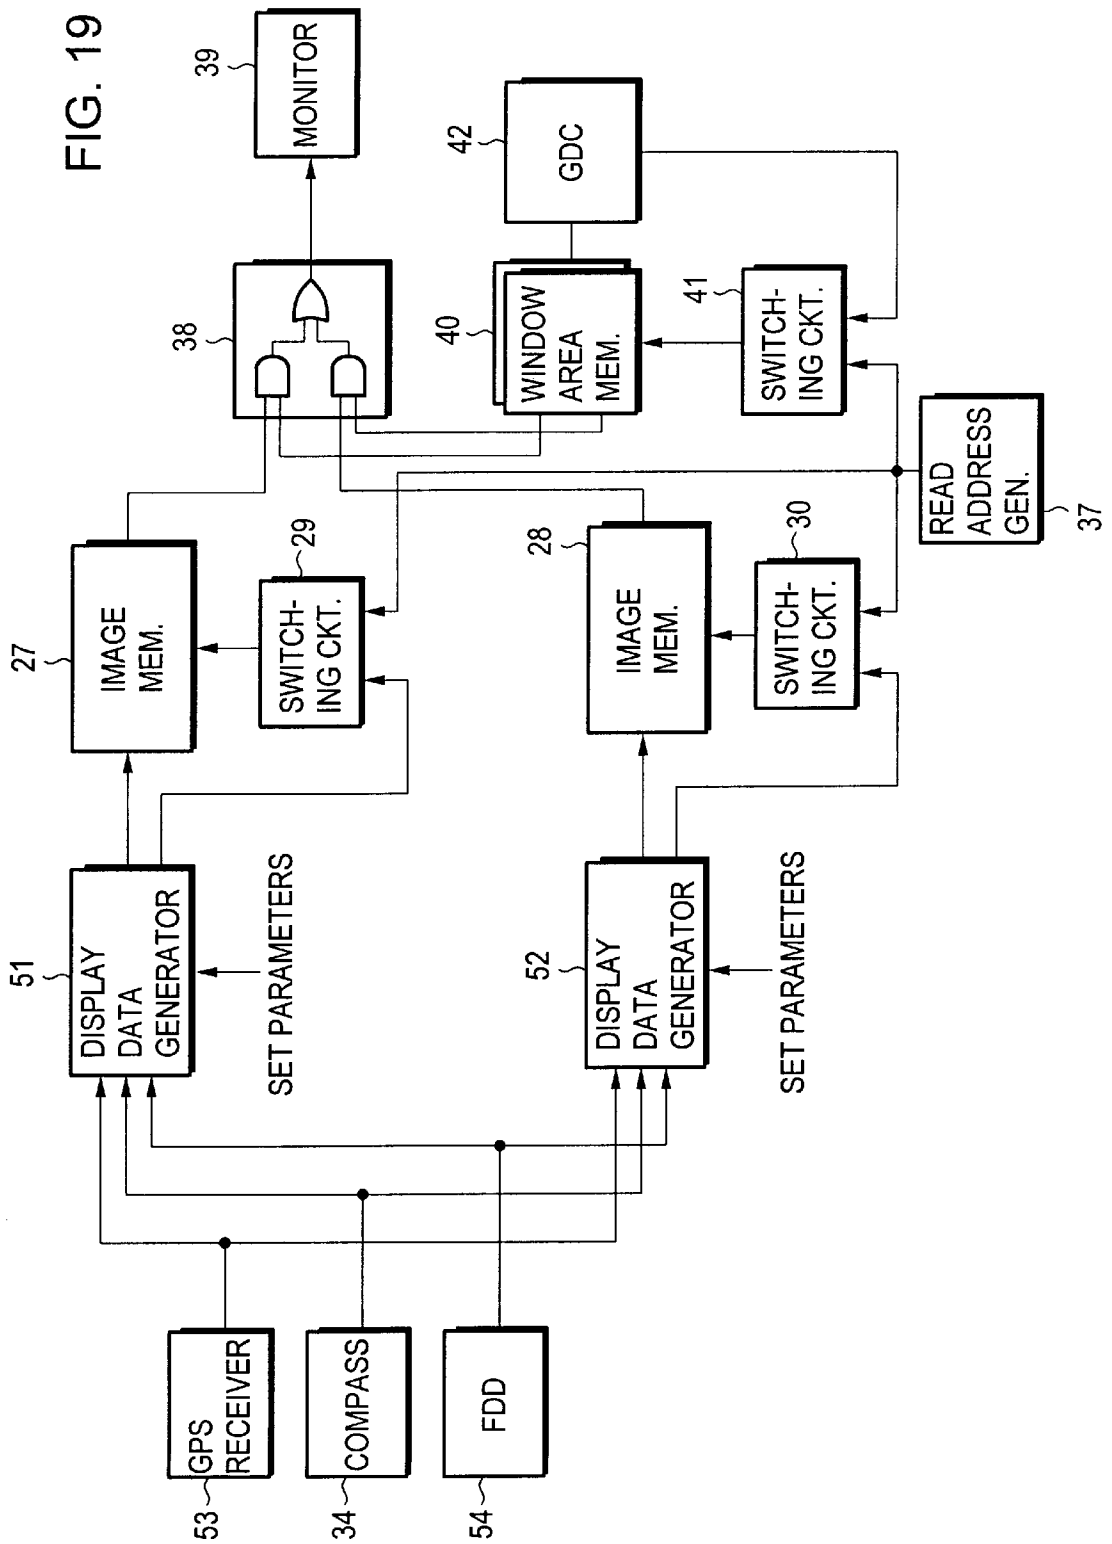 FIG. 19
39
MONITOR
38
42
GDC
40
WINDOW
AREA
MEM.
41
SWITCH-
ING CKT.
READ
ADDRESS
GEN.
37
27
IMAGE
MEM.
29
SWITCH-
ING CKT.
28
IMAGE
MEM.
30
SWITCH-
ING CKT.
51
DISPLAY
DATA
GENERATOR
SET PARAMETERS
52
DISPLAY
DATA
GENERATOR
SET PARAMETERS
GPS
RECEIVER
53
COMPASS
34
FDD
54